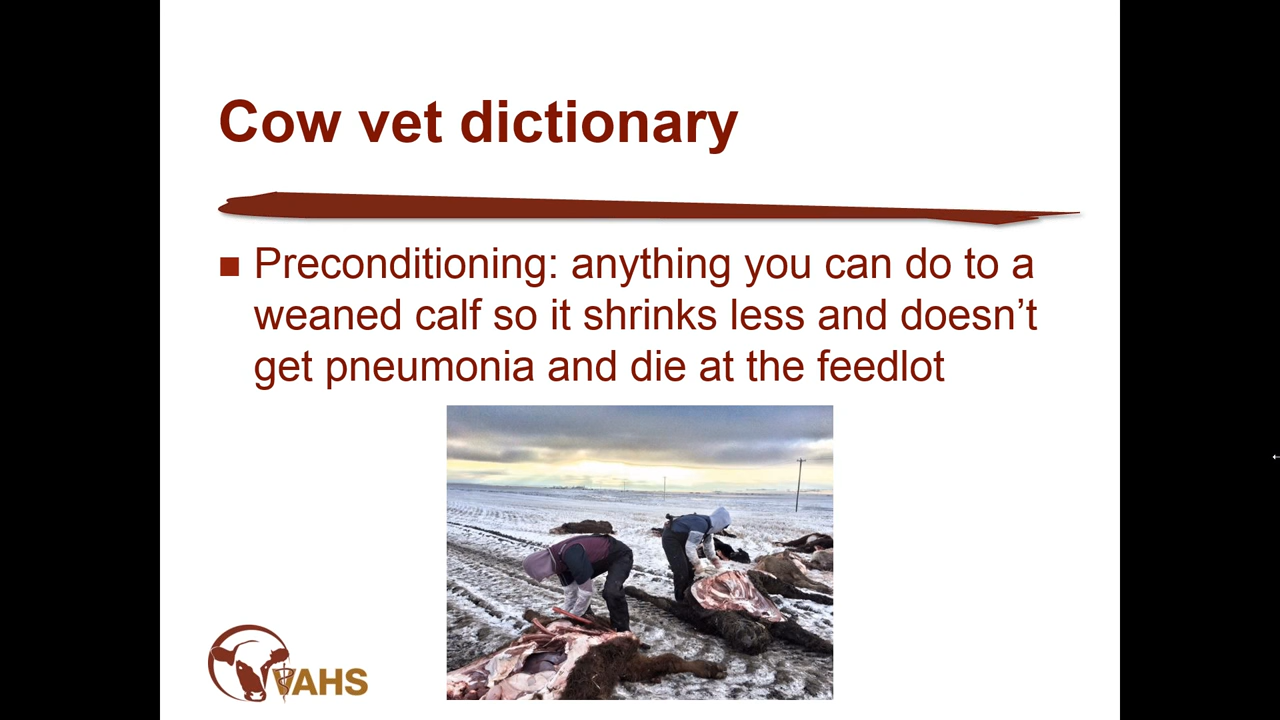 Cow vet dictionary
Preconditioning: anything you can do to a
weaned calf so it shrinks less and doesn’t
get pneumonia and die at the feedlot
VAHS